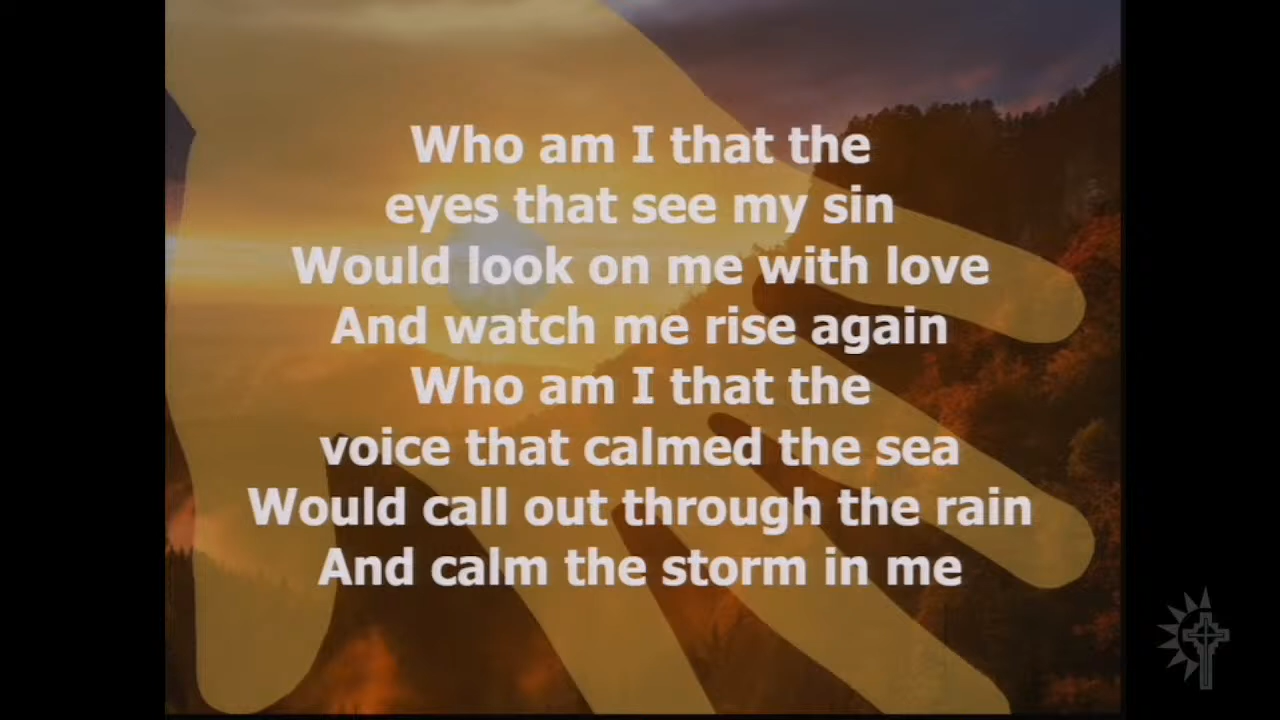 Who am I that the
eyes that see my sin
Would look on me with love
And watch me rise again
Who am I that the
voice that calmed the sea
Would call out through the rain
And calm the storm in me